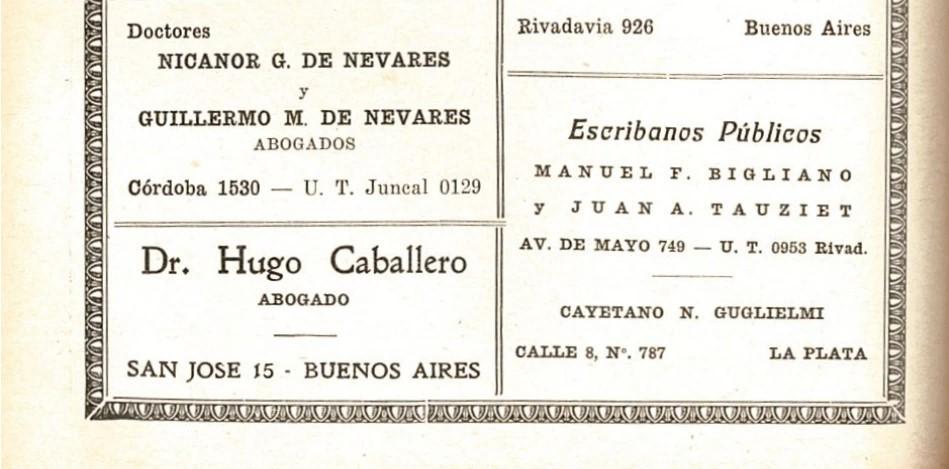 Doctores
NICANOR G. DE NEVARES
y
GUILLERMO M. DE NEVARES
ABOGADOS
Córdoba 1530 — U. T. Juncal 0129
Dr. Hugo Caballero
ABOGADO
SAN JOSE 15 - BUENOS AIRES
Rivadavia 926 Buenos Aires
Escribanos Públicos
MANUEL F. BIGLIANO
y JUAN A. TAUZIET
AV. DE MAYO 749 — U. T. 0953 Rivad.
CAYETANO N. GUGLIELMI
CALLE 8, Nº. 787 LA PLATA